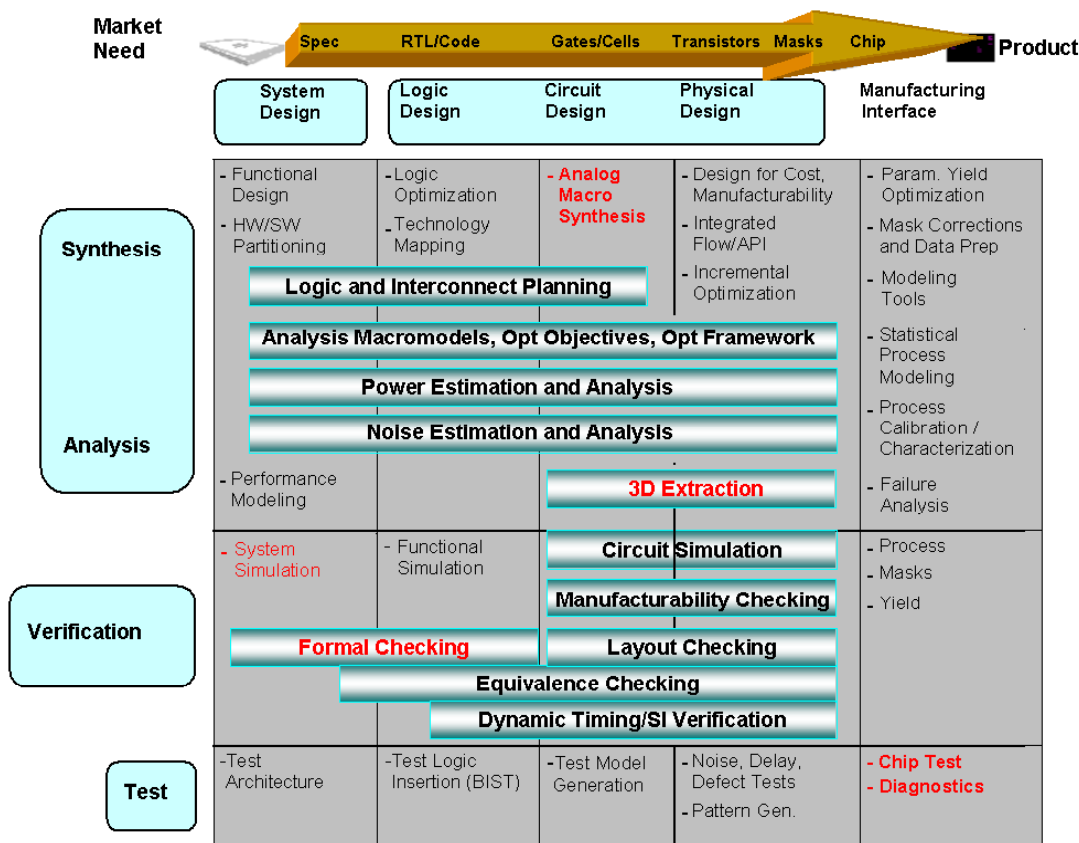 Market
Need
Spec
RTL/Code
Gates/Cells
Transistors
Masks
Chip
Product
System
Design
Logic
Design
Circuit
Design
Physical
Design
Manufacturing
Interface
Synthesis
Analysis
- Functional
Design
- HW/SW
Partitioning
- Logic
Optimization
- Technology
Mapping
- Analog
Macro
Synthesis
- Design for Cost,
Manufacturability
- Integrated
Flow/API
- Incremental
Optimization
- Param. Yield
Optimization
- Mask Corrections
and Data Prep
- Modeling
Tools
- Statistical
Process
Modeling
- Process
Calibration /
Characterization
- Failure
Analysis
Logic and Interconnect Planning
Analysis Macromodels, Opt Objectives, Opt Framework
Power Estimation and Analysis
Noise Estimation and Analysis
- Performance
Modeling
3D Extraction
Verification
- System
Simulation
- Functional
Simulation
Circuit Simulation
Manufacturability Checking
Formal Checking
Layout Checking
Equivalence Checking
Dynamic Timing/SI Verification
- Process
- Masks
- Yield
Test
-Test
Architecture
-Test Logic
Insertion (BIST)
-Test Model
Generation
- Noise, Delay,
Defect Tests
- Pattern Gen.
- Chip Test
- Diagnostics